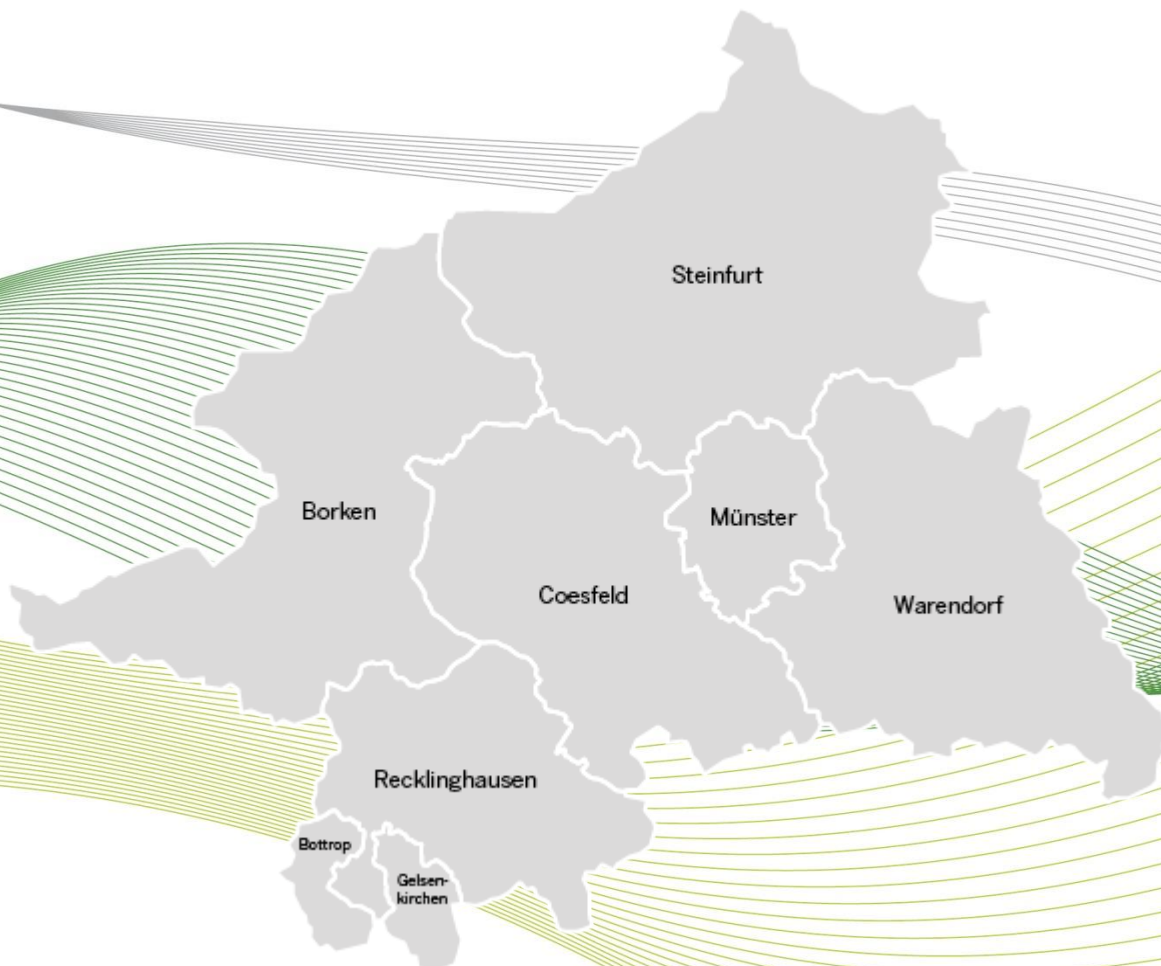 Steinfurt
Borken
Münster
Coesfeld
Warendorf
Recklinghausen
Bottrop
Gelsen-
kirchen